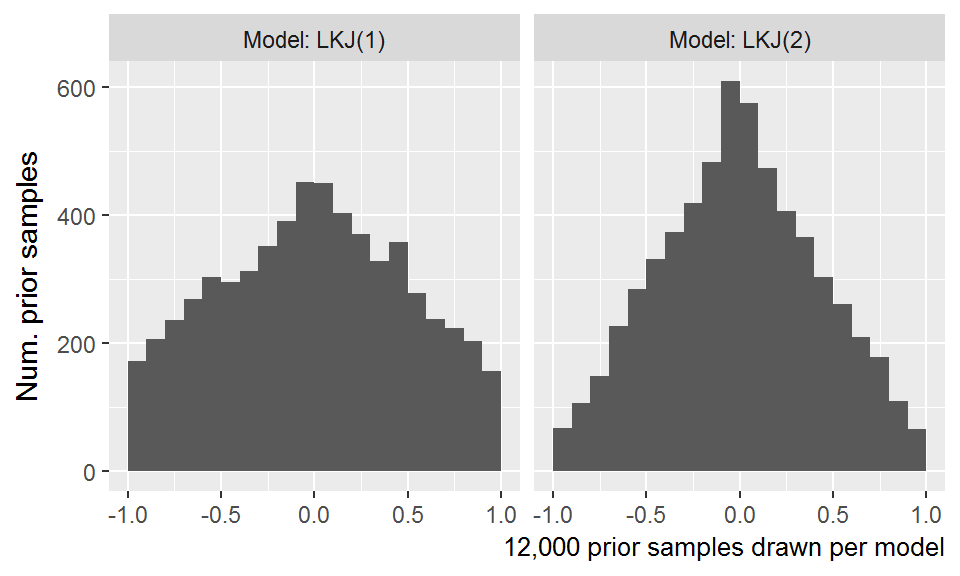 Model: LKJ(1)
Model: LKJ(2)
Num. prior samples
600
400
200
0
-1.0 -0.5 0.0 0.5 1.0
-1.0 -0.5 0.0 0.5 1.0
12,000 prior samples drawn per model